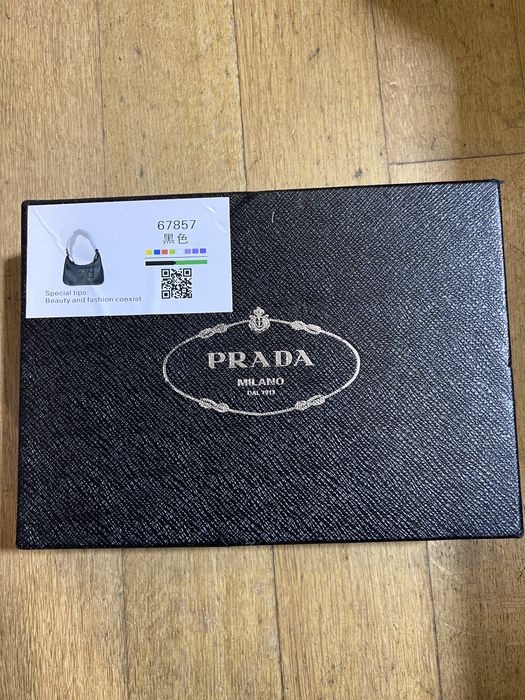 67857
黑色
Special tips:
Beauty and fashion coexist
PRADA
MILANO
DAL 1913